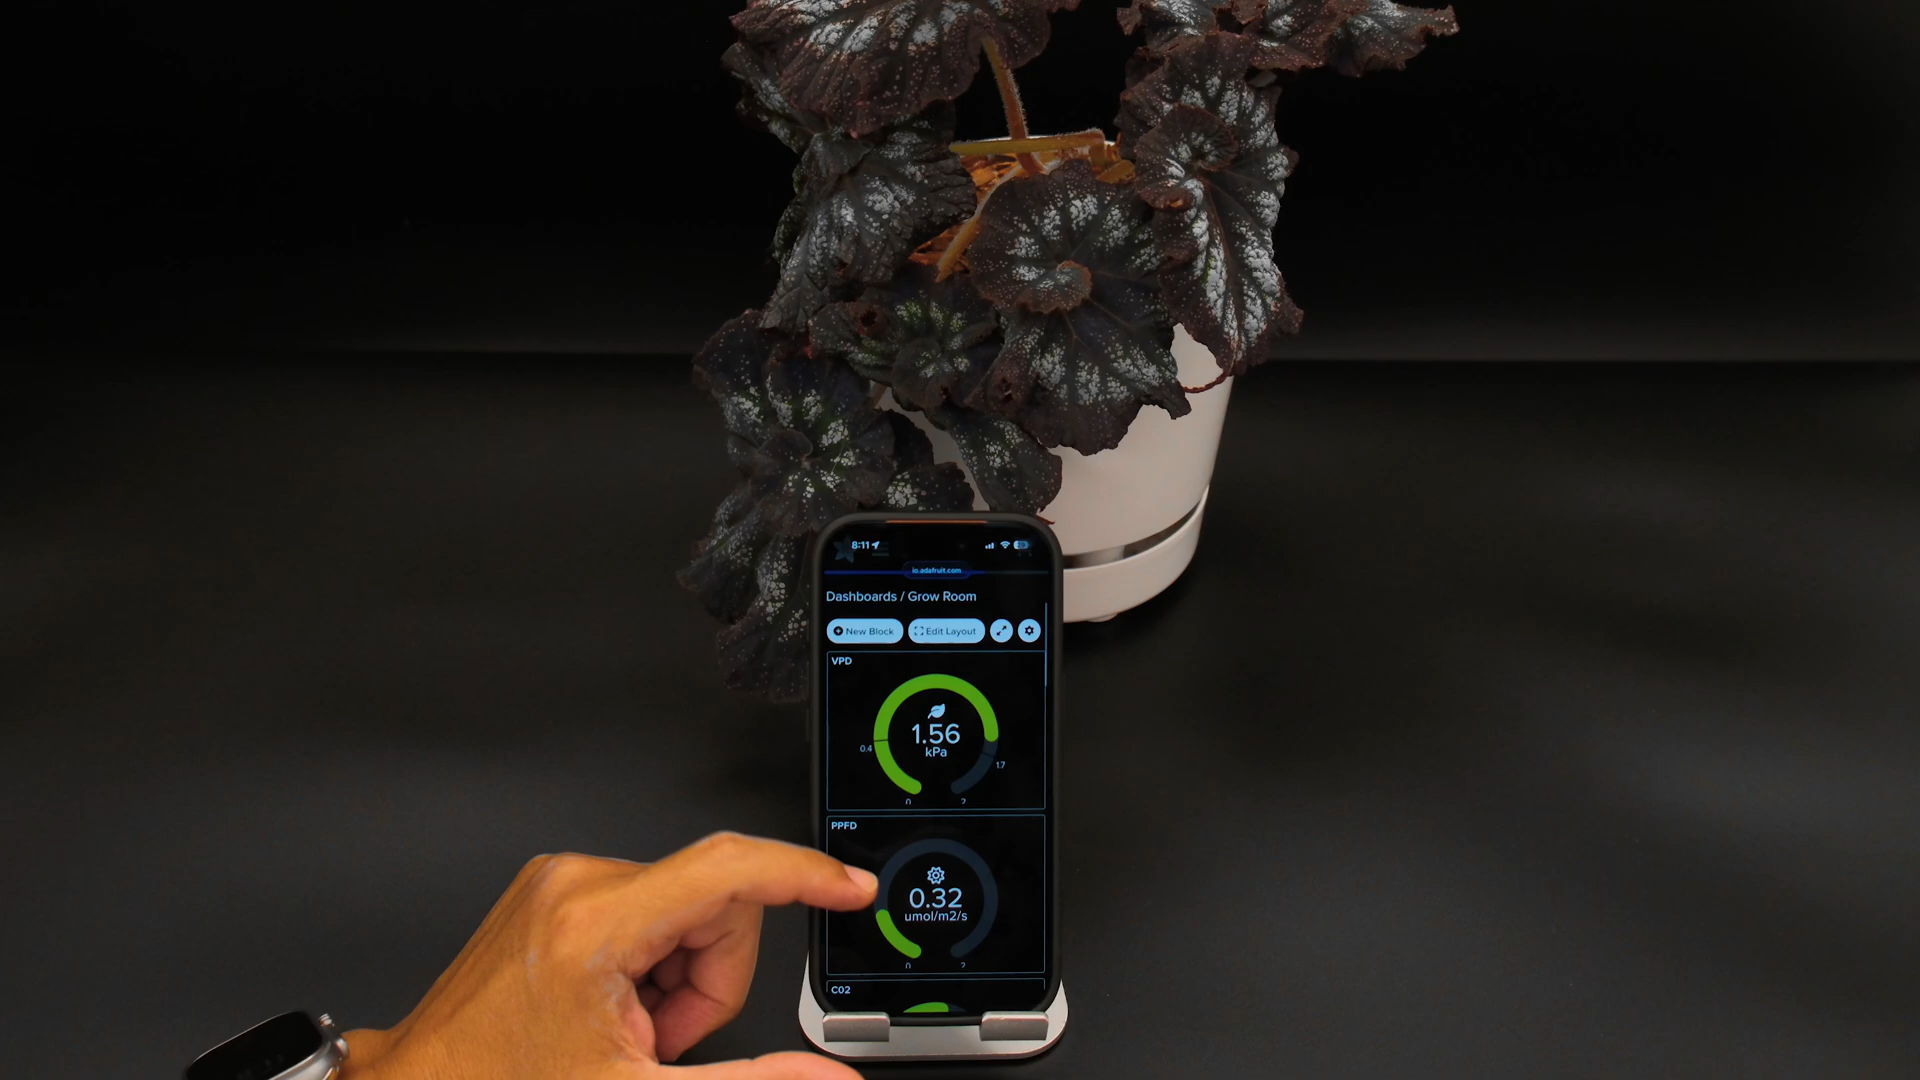 8:11
io.adafruit.com
Dashboards / Grow Room
New Block
Edit Layout
VPD
1.56
kPa
0.4
1.7
0
2
PPFD
0.32
umol/m2/s
0
2
C02